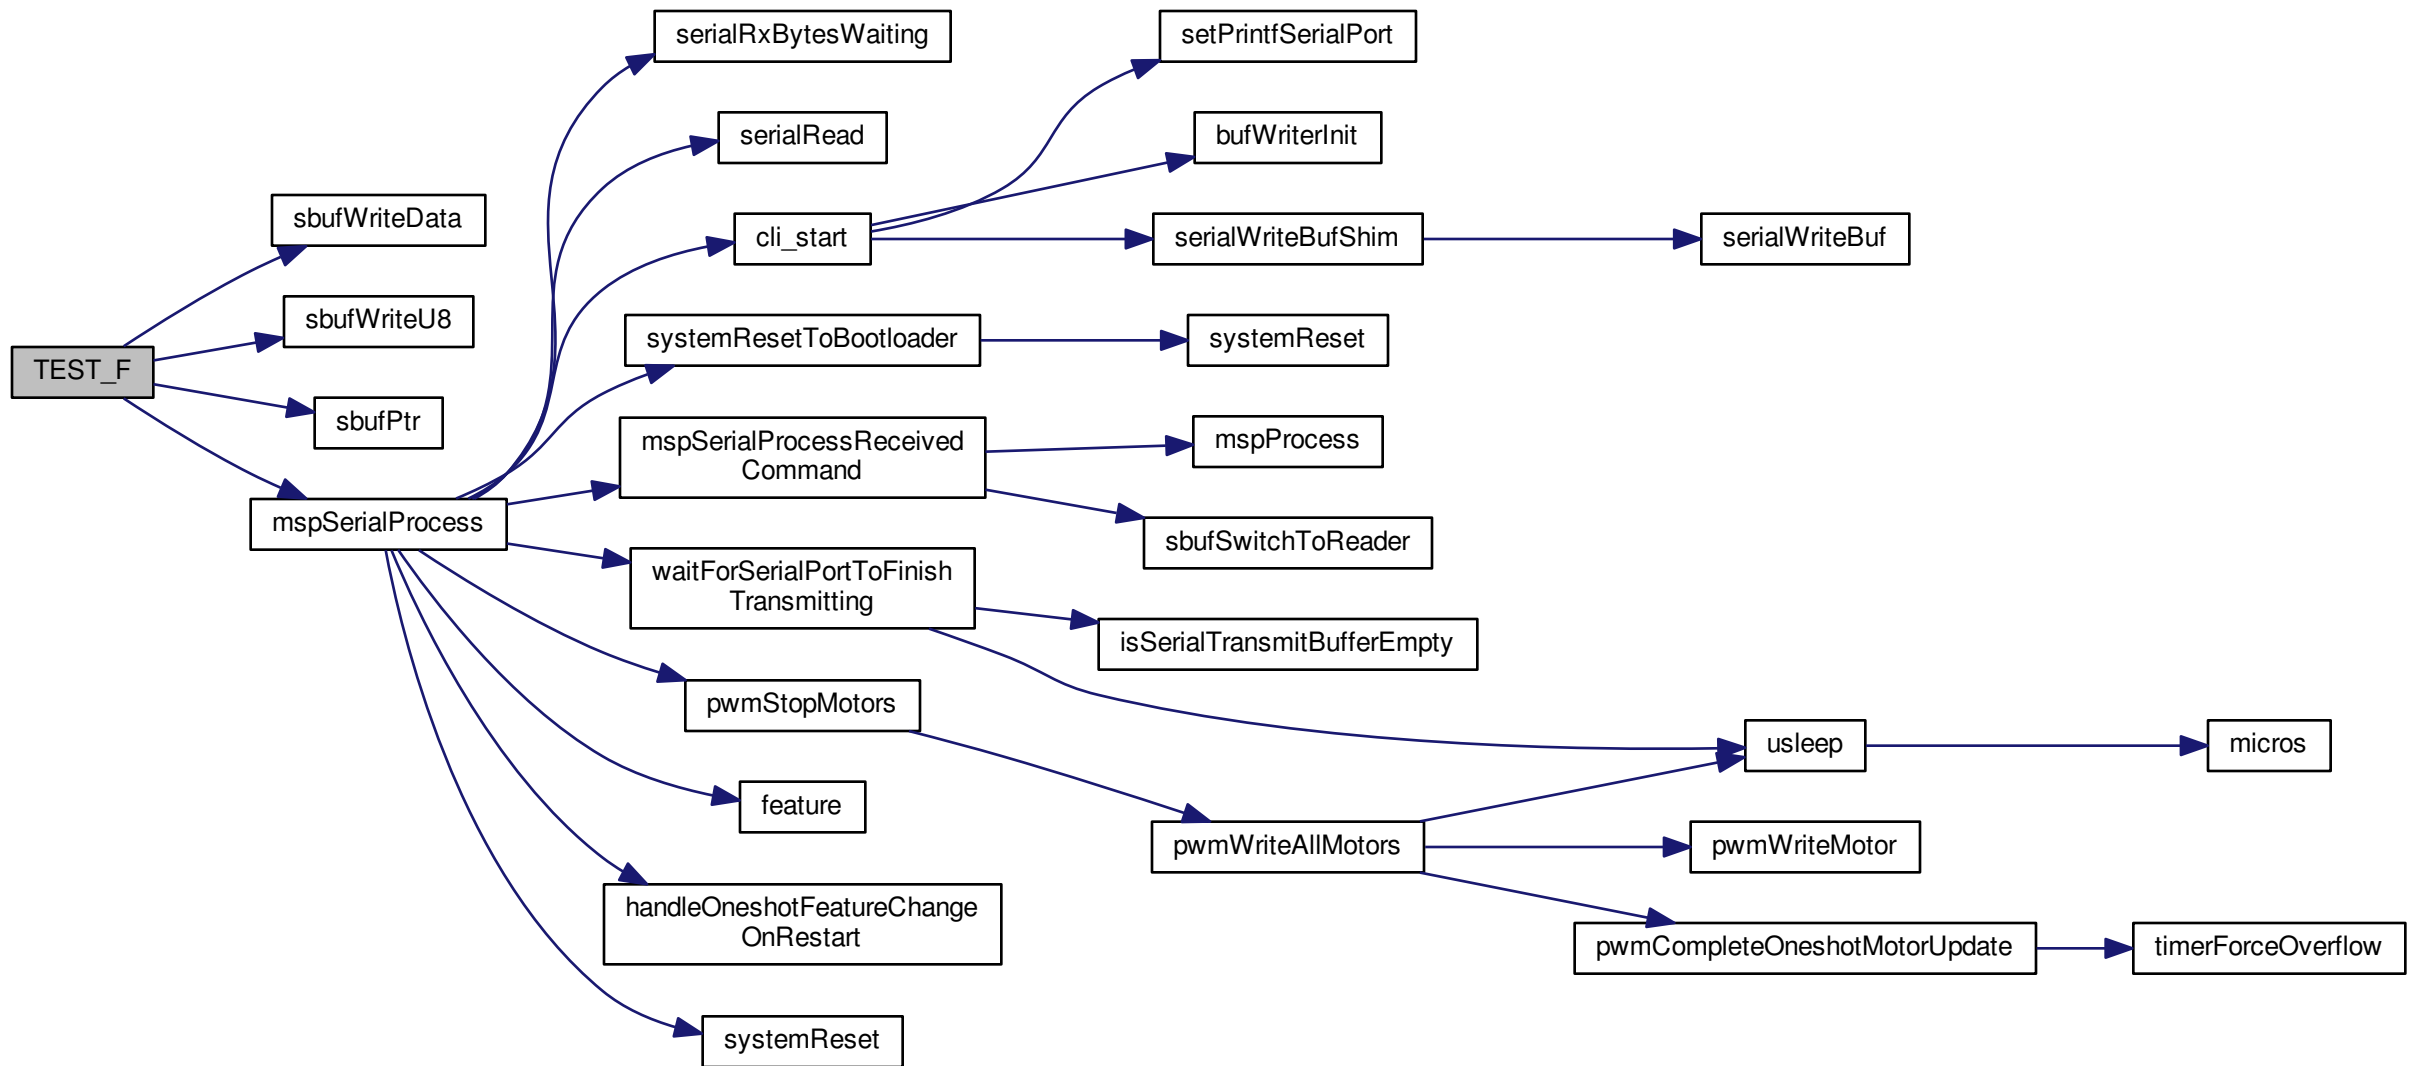 serialRxBytesWaiting
setPrintfSerialPort
serialRead
bufWriterInit
sbufWriteData
cli_start
serialWriteBufShim
serialWriteBuf
sbufWriteU8
systemResetToBootloader
systemReset
TEST_F
sbufPtr
mspSerialProcessReceived
Command
mspProcess
mspSerialProcess
sbufSwitchToReader
waitForSerialPortToFinish
Transmitting
isSerialTransmitBufferEmpty
pwmStopMotors
usleep
micros
feature
pwmWriteAllMotors
pwmWriteMotor
handleOneshotFeatureChange
OnRestart
pwmCompleteOneshotMotorUpdate
timerForceOverflow
systemReset